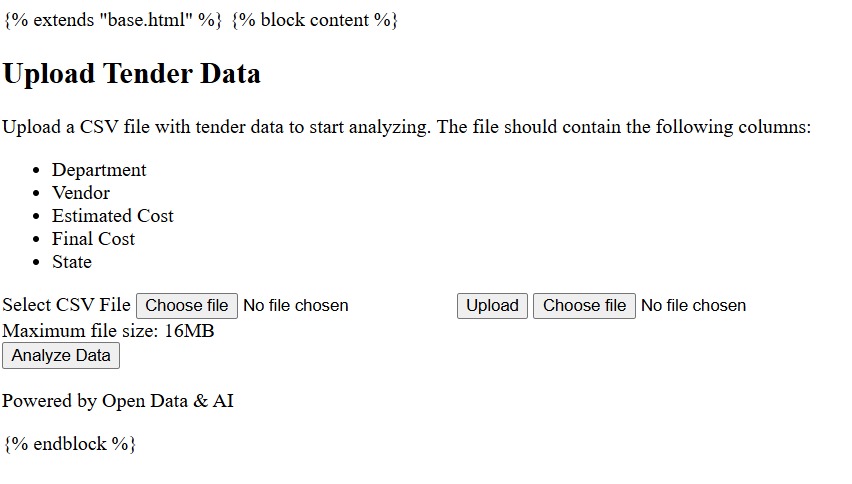 {% extends "base.html" %} {% block content %}
Upload Tender Data
Upload a CSV file with tender data to start analyzing. The file should contain the following columns:
• Department
• Vendor
• Estimated Cost
• Final Cost
• State
Select CSV File Choose file No file chosen Upload Choose file No file chosen
Maximum file size: 16MB
Analyze Data
Powered by Open Data & AI
{% endblock %}